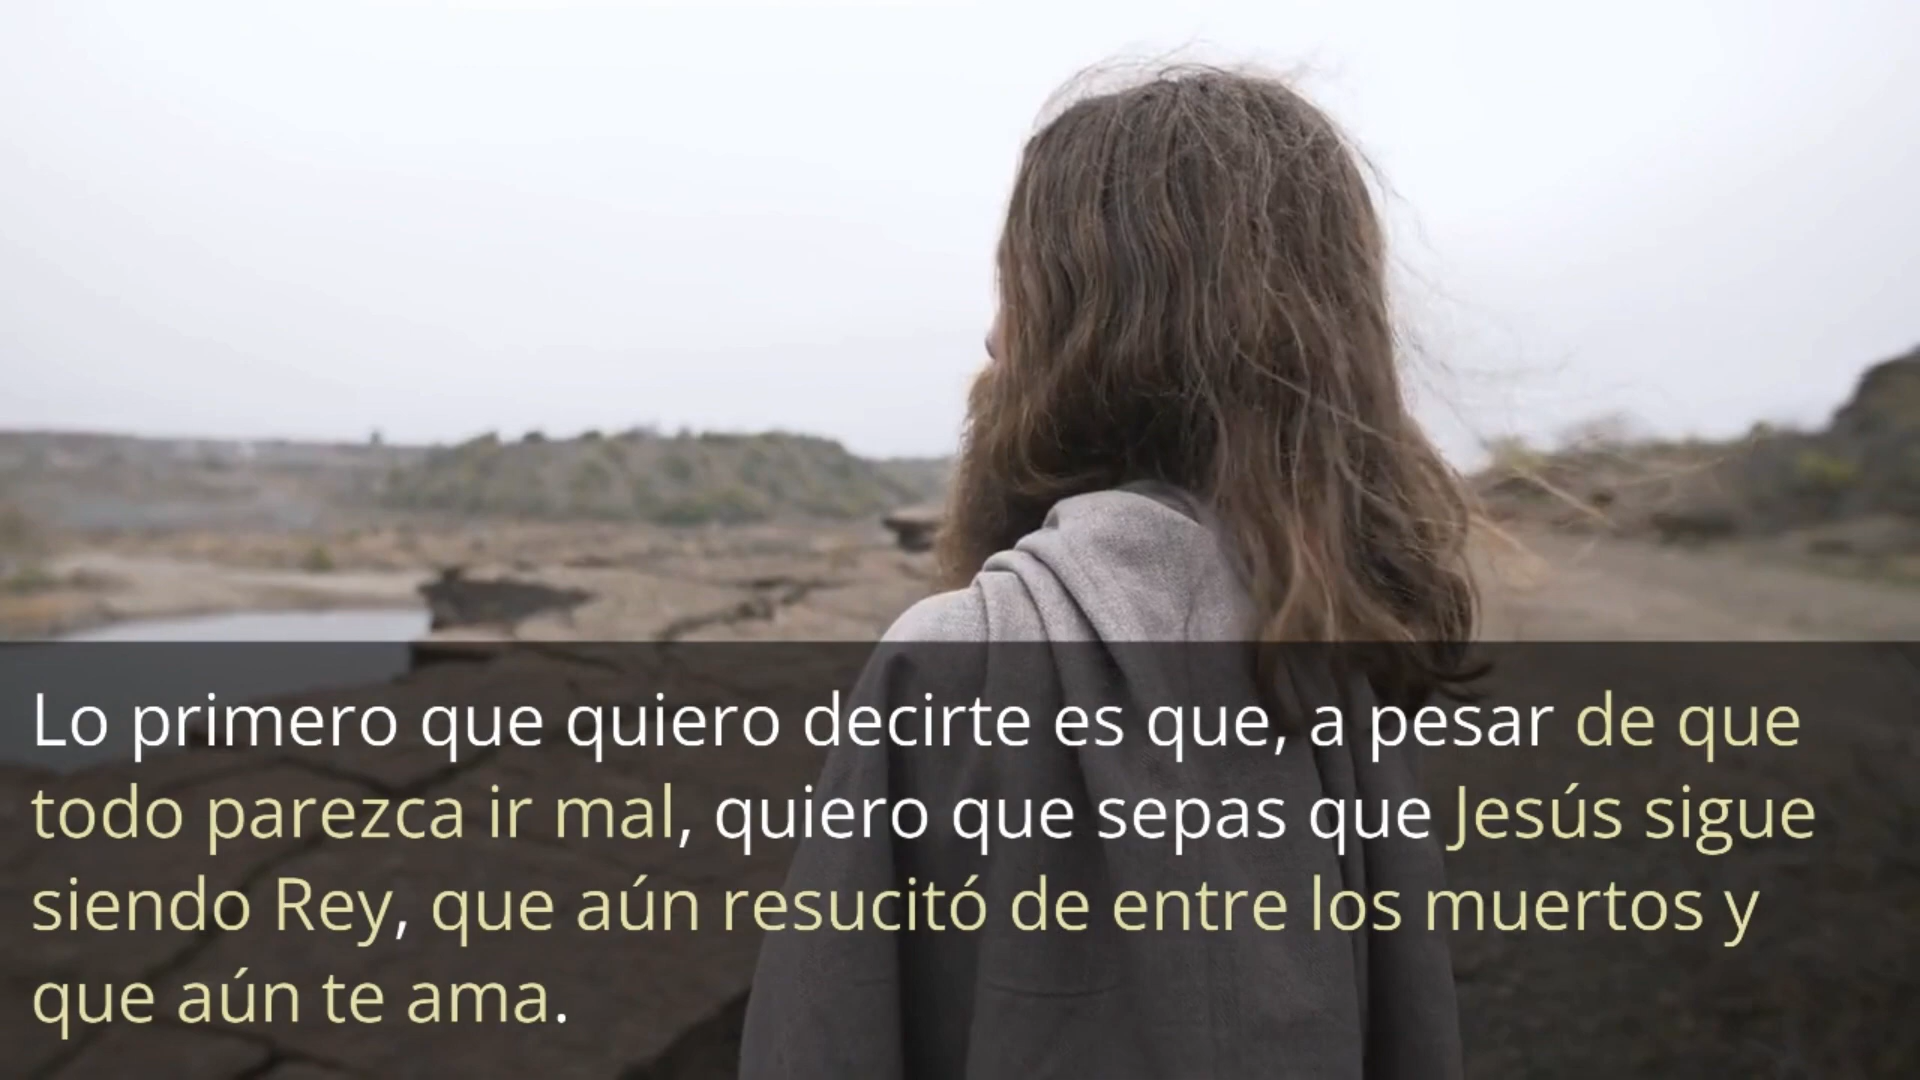 Lo primero que quiero decirte es que, a pesar de que
todo parezca ir mal, quiero que sepas que Jesús sigue
siendo Rey, que aún resucitó de entre los muertos y
que aún te ama.